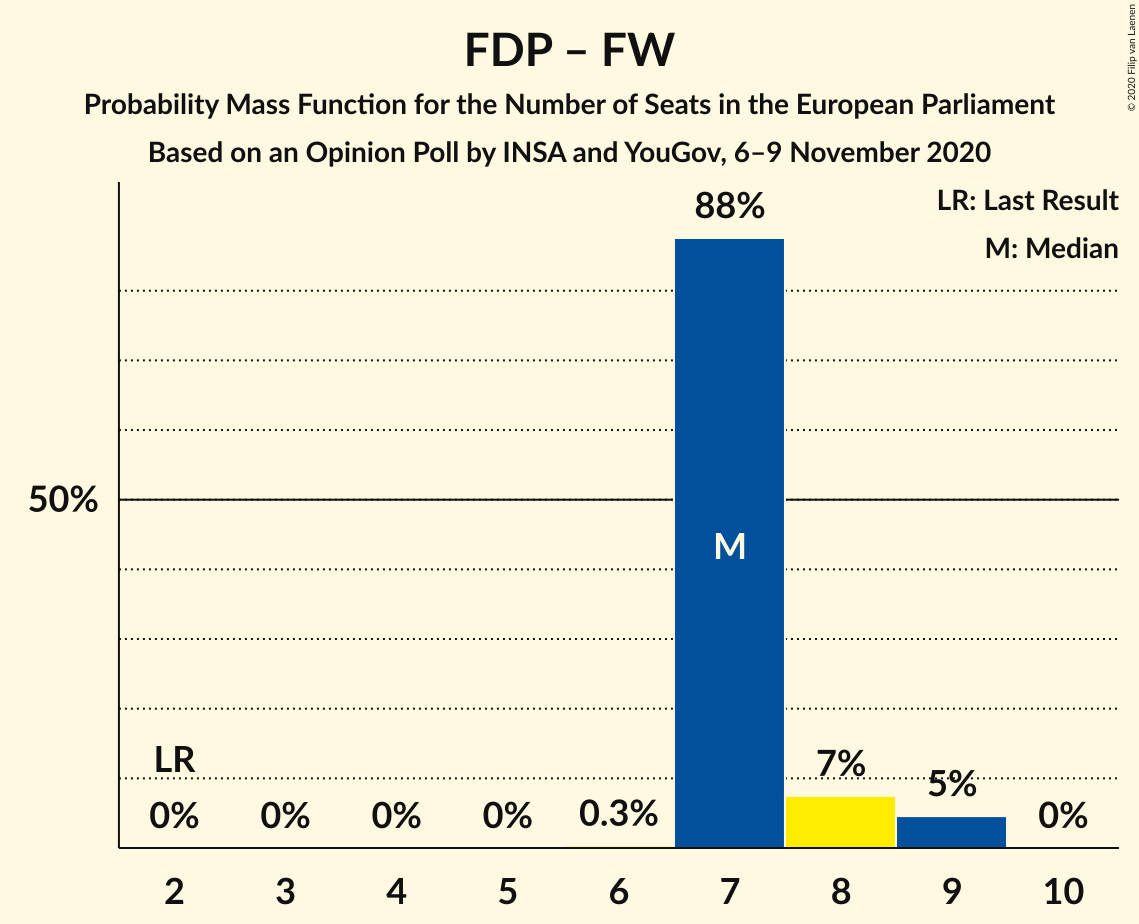 FDP – FW
Probability Mass Function for the Number of Seats in the European Parliament
Based on an Opinion Poll by INSA and YouGov, 6–9 November 2020
© 2020 Filip van Laenen
LR: Last Result
M: Median
88%
50%
M
LR
0%
0%
0%
0%
0.3%
7%
5%
0%
2
3
4
5
6
7
8
9
10